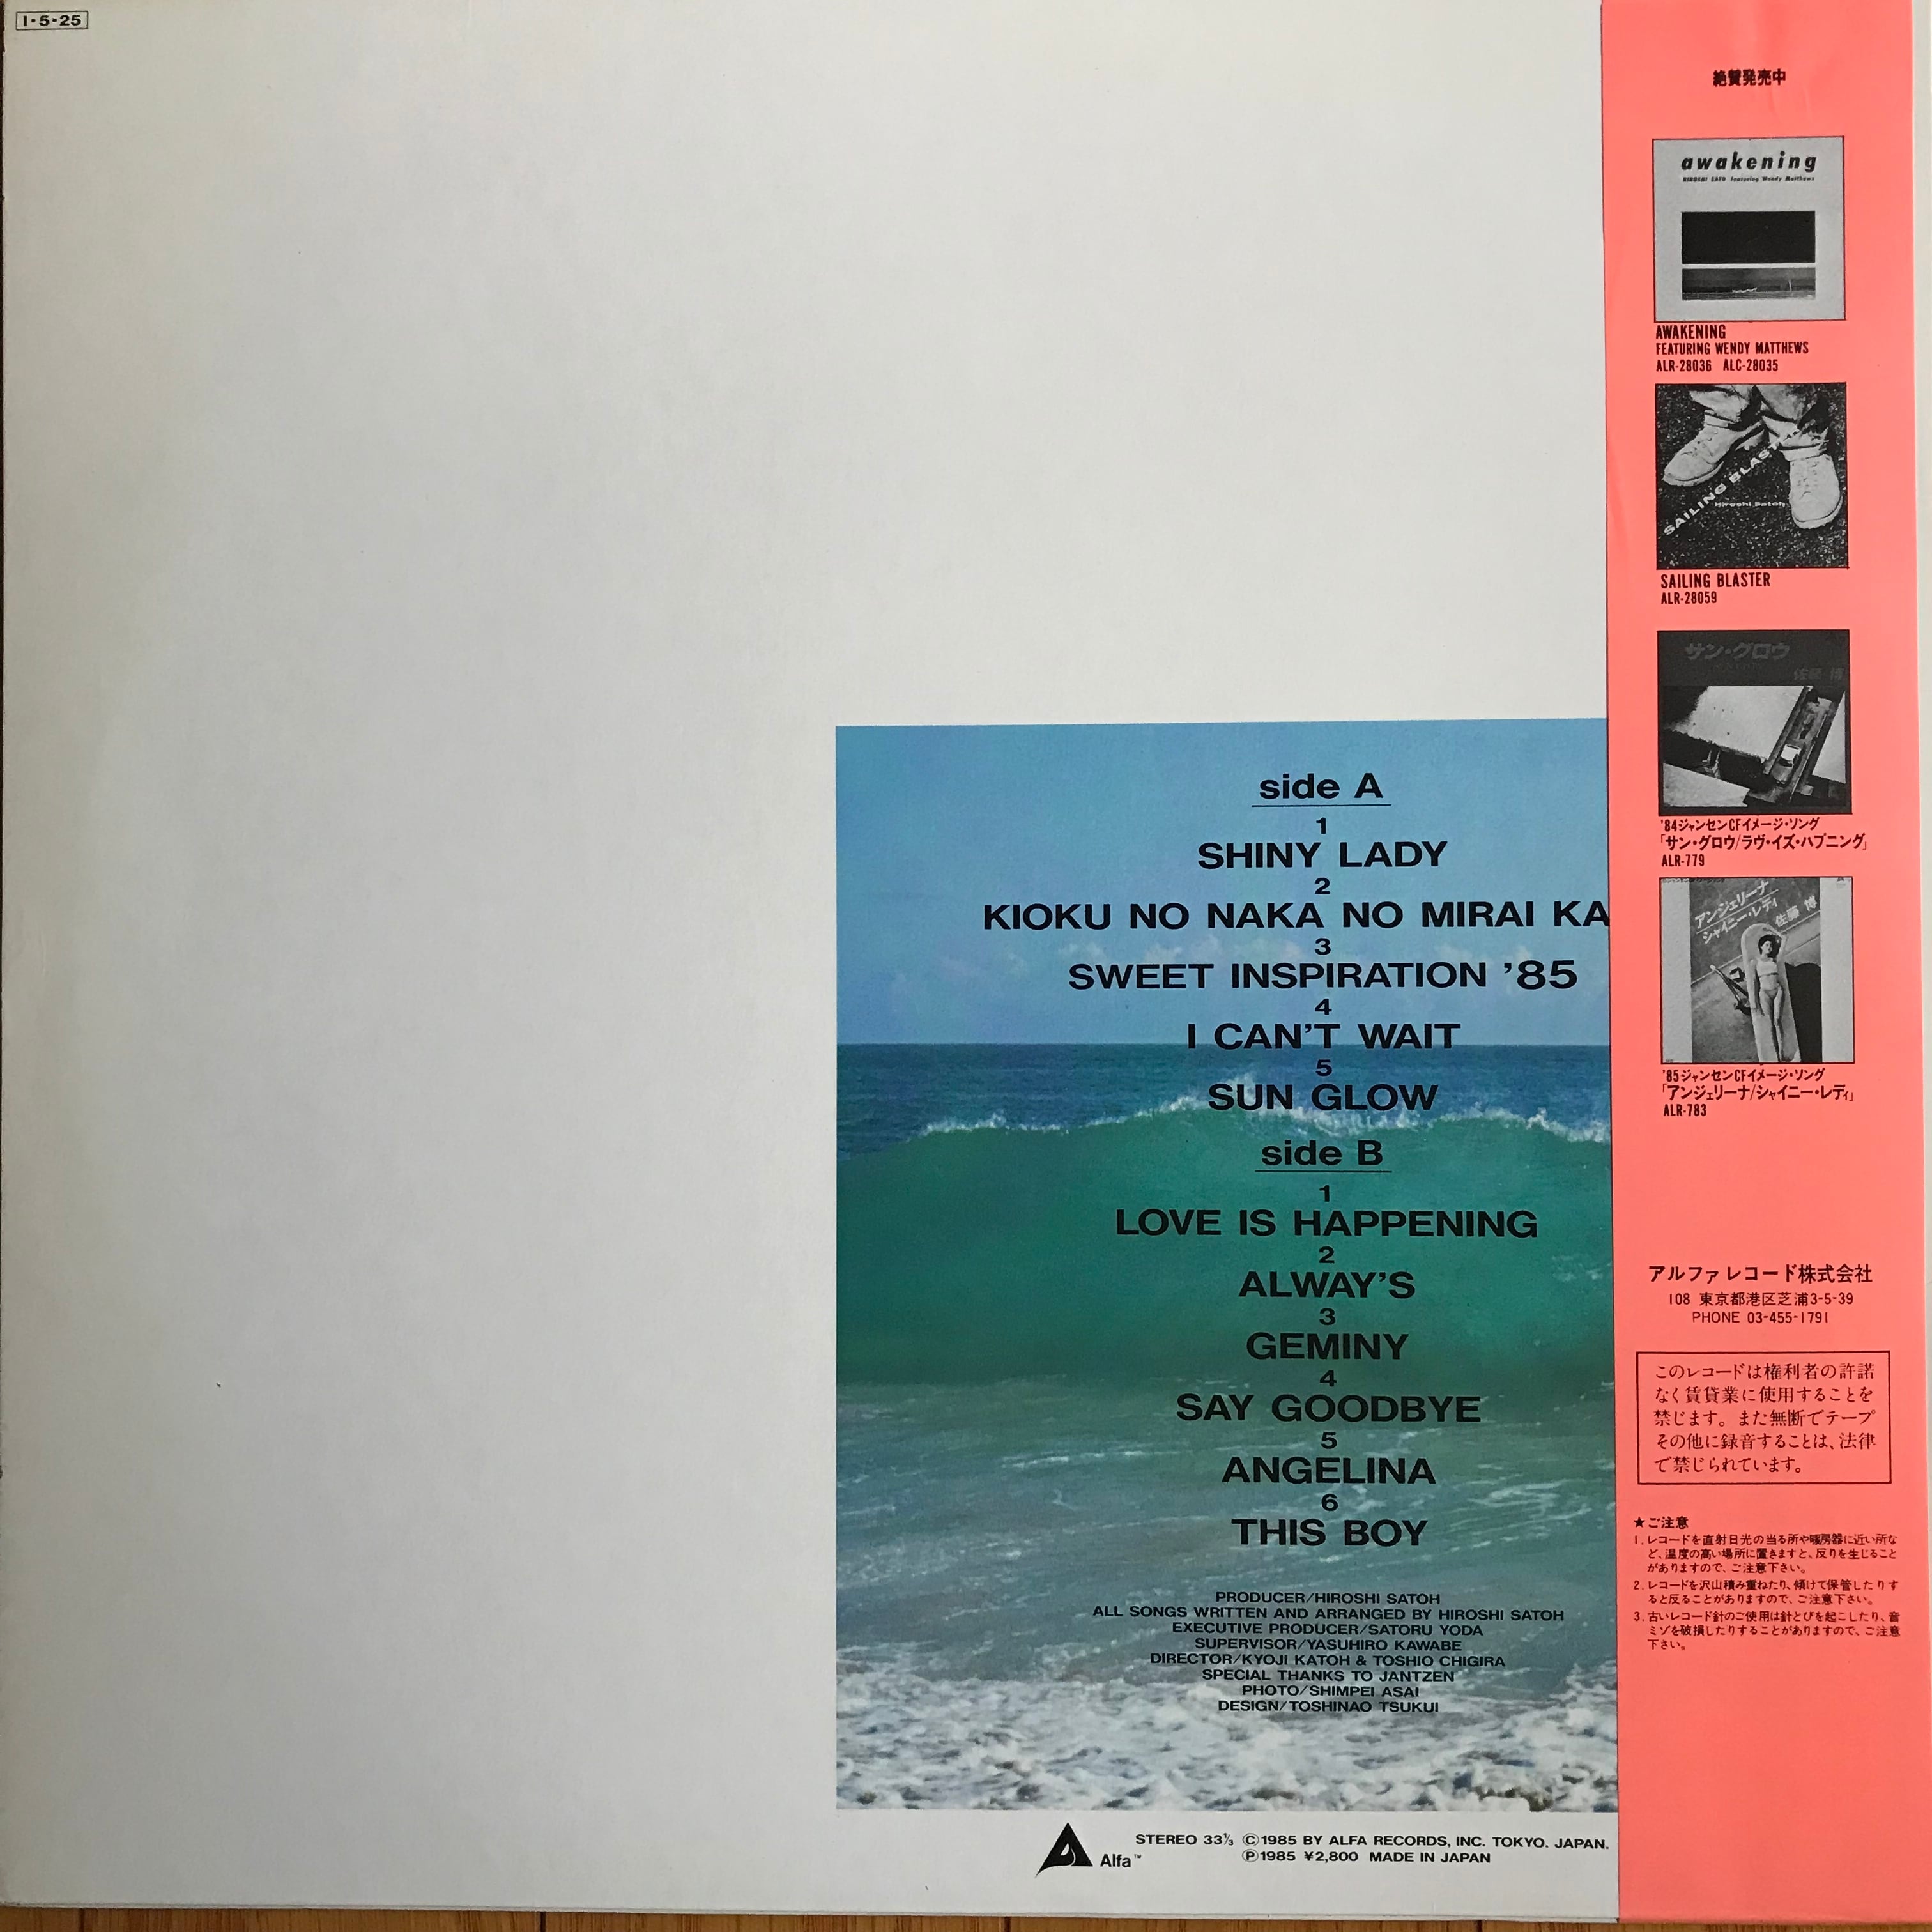 1・5・25
side A
1
SHINY LADY
2
KIOKU NO NAKA NO MIRAI KA
3
SWEET INSPIRATION ’85
4
I CAN’T WAIT
5
SUN GLOW
side B
1
LOVE IS HAPPENING
2
ALWAY’S
3
GEMINY
4
SAY GOODBYE
5
ANGELINA
6
THIS BOY
PRODUCER/HIROSHI SATOH
ALL SONGS WRITTEN AND ARRANGED BY HIROSHI SATOH
EXECUTIVE PRODUCER/SATORU YODA
SUPERVISOR/YASUHIRO KAWABE
DIRECTOR/KYOJI KATOH & TOSHIO CHIGIRA
SPECIAL THANKS TO JANTZEN
PHOTO/SHIMPEI ASAI
DESIGN/TOSHINAO TSUKUI
Alfa™
STEREO 33⅓ Ⓒ1985 BY ALFA RECORDS, INC. TOKYO. JAPAN.
Ⓟ1985 ¥2,800 MADE IN JAPAN
絶賛発売中
awakening
HIROSHI SATO featuring Wendy Matthews
AWAKENING
FEATURING WENDY MATTHEWS
ALR-28036 ALC-28035
SAILING BLASTER
Hiroshi Satoh
SAILING BLASTER
ALR-28059
サン・グロウ
佐藤 博
'84ジャンセンCFイメージ・ソング
「サン・グロウ/ラヴ・イズ・ハプニング」
ALR-779
アンジェリーナ
シャイニー・レディ
佐藤 博
'85ジャンセンCFイメージ・ソング
「アンジェリーナ/シャイニー・レディ」
ALR-783
アルファレコード株式会社
108 東京都港区芝浦3-5-39
PHONE 03-455-1791
このレコードは権利者の許諾
なく賃貸業に使用することを
禁じます。また無断でテープ
その他に録音することは、法律
で禁じられています。
★ご注意
1. レコードを直射日光の当る所や暖房器に近い所な
ど、温度の高い場所に置きますと、反りを生じること
がありますので、ご注意下さい。
2. レコードを沢山積み重ねたり、傾けて保管したりす
ると反ることがありますので、ご注意下さい。
3. 古いレコード針のご使用は針とびを起こしたり、音
ミゾを破損したりすることがありますので、ご注意
下さい。